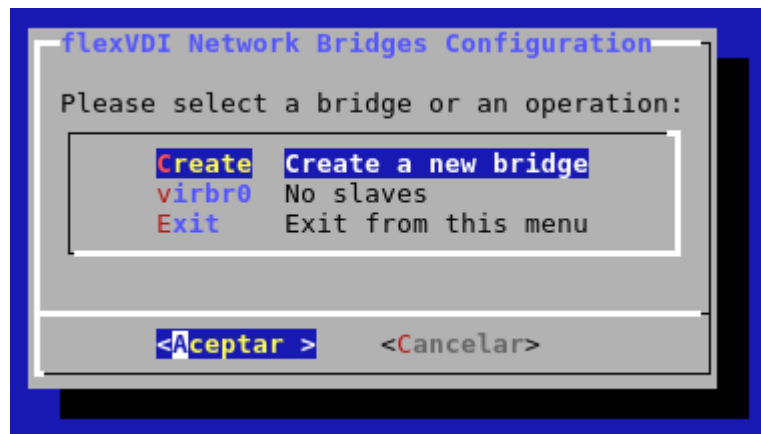 flexVDI Network Bridges Configuration
Please select a bridge or an operation:
Create Create a new bridge
virbr0 No slaves
Exit Exit from this menu
<Aceptar > <Cancelar>